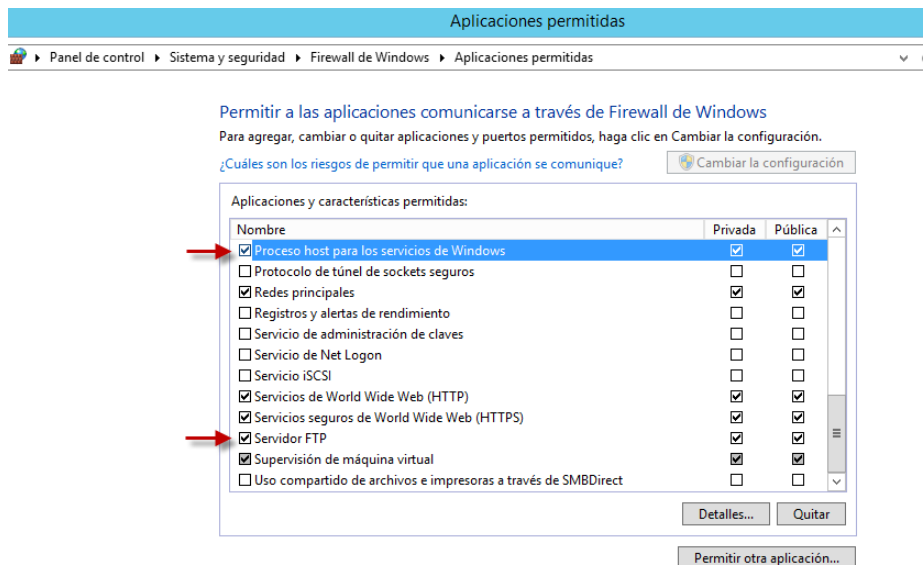 Aplicaciones permitidas
Panel de control Sistema y seguridad Firewall de Windows Aplicaciones permitidas
Permitir a las aplicaciones comunicarse a través de Firewall de Windows
Para agregar, cambiar o quitar aplicaciones y puertos permitidos, haga clic en Cambiar la configuración.
¿Cuáles son los riesgos de permitir que una aplicación se comunique? Cambiar la configuración
Aplicaciones y características permitidas:
Nombre Privada Pública
Proceso host para los servicios de Windows
Protocolo de túnel de sockets seguros
Redes principales
Registros y alertas de rendimiento
Servicio de administración de claves
Servicio de Net Logon
Servicio iSCSI
Servicios de World Wide Web (HTTP)
Servicios seguros de World Wide Web (HTTPS)
Servidor FTP
Supervisión de máquina virtual
Uso compartido de archivos e impresoras a través de SMBDirect
Detalles... Quitar
Permitir otra aplicación...